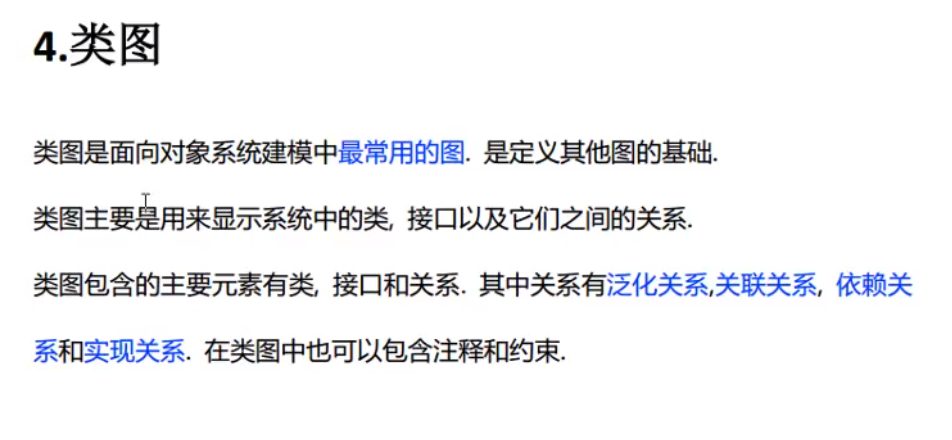 4.类图
类图是面向对象系统建模中最常用的图. 是定义其他图的基础.
类图主要是用来显示系统中的类, 接口以及它们之间的关系.
类图包含的主要元素有类, 接口和关系. 其中关系有泛化关系,关联关系, 依赖关
系和实现关系. 在类图中也可以包含注释和约束.